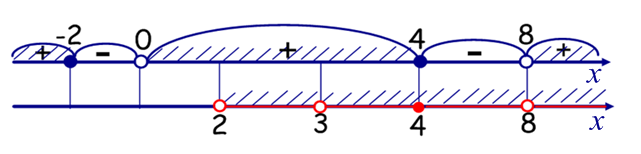 -2 0 4 8
+ − + − +
x
2 3 4 8
x